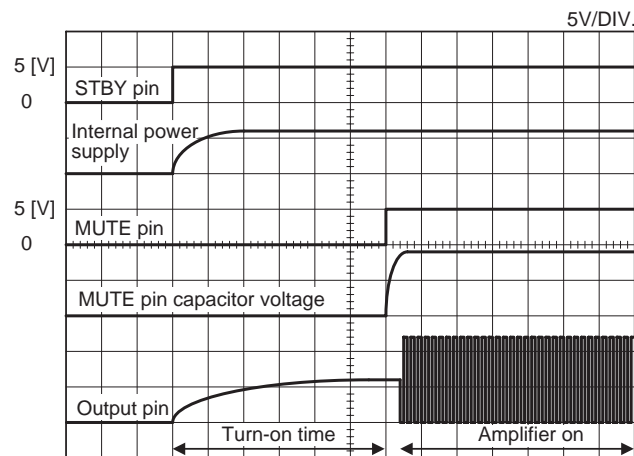 5V/DIV.
5 [V]
STBY pin
0
Internal power
supply
5 [V]
MUTE pin
0
MUTE pin capacitor voltage
Output pin
Turn-on time
Amplifier on